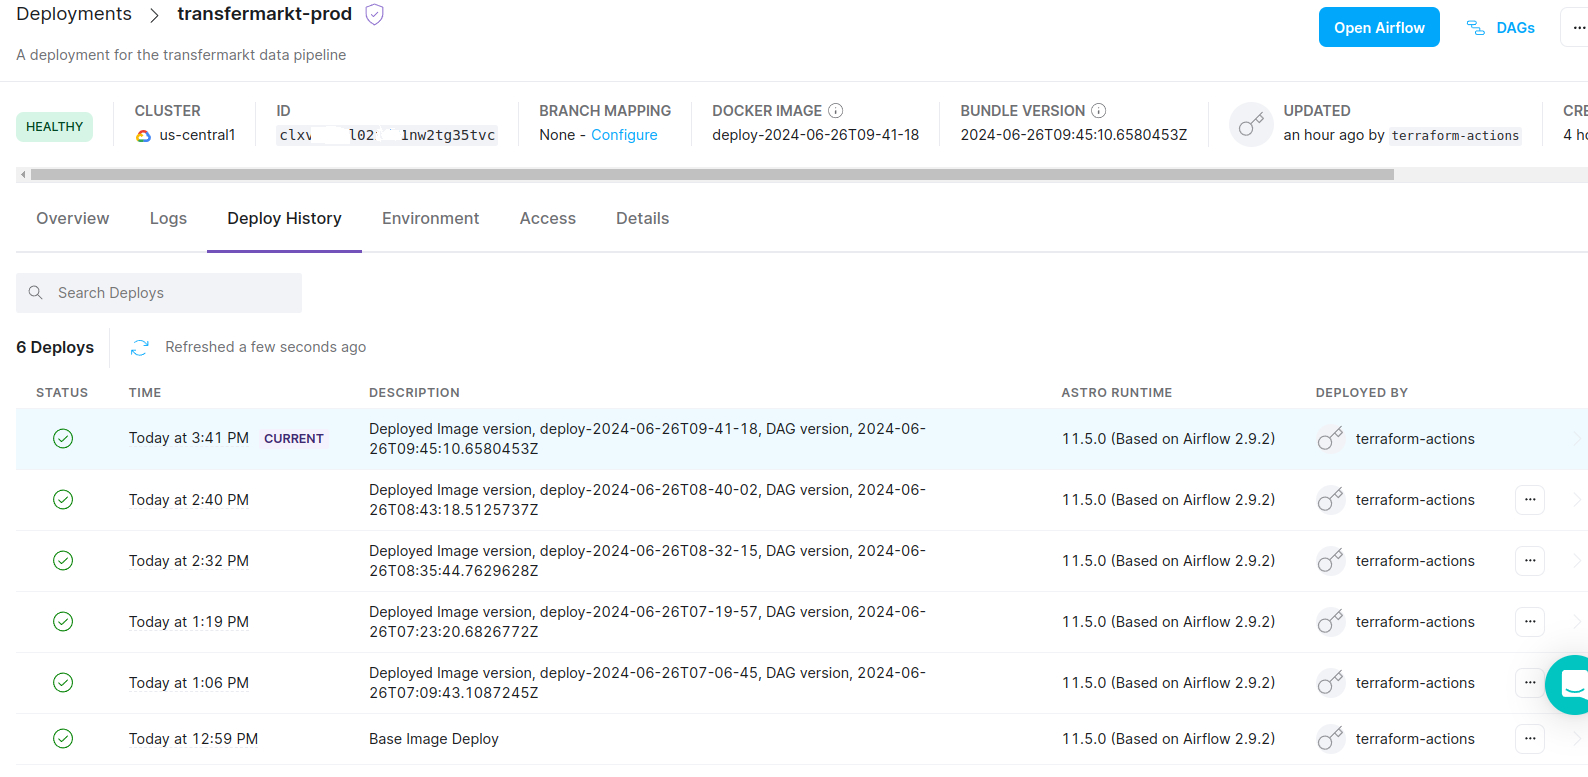 Deployments > transfermarkt-prod
Open Airflow
DAGs
...
A deployment for the transfermarkt data pipeline
HEALTHY
CLUSTER
us-central1
ID
clxv l02 1nw2tg35tvc
BRANCH MAPPING
None - Configure
DOCKER IMAGE
deploy-2024-06-26T09-41-18
BUNDLE VERSION
2024-06-26T09:45:10.6580453Z
UPDATED
an hour ago by terraform-actions
Overview Logs Deploy History Environment Access Details
Search Deploys
6 Deploys Refreshed a few seconds ago
STATUS TIME DESCRIPTION ASTRO RUNTIME DEPLOYED BY
Today at 3:41 PM CURRENT
Deployed Image version, deploy-2024-06-26T09-41-18, DAG version, 2024-06-
26T09:45:10.6580453Z
11.5.0 (Based on Airflow 2.9.2) terraform-actions
Today at 2:40 PM
Deployed Image version, deploy-2024-06-26T08-40-02, DAG version, 2024-06-
26T08:43:18.5125737Z
11.5.0 (Based on Airflow 2.9.2) terraform-actions ...
Today at 2:32 PM
Deployed Image version, deploy-2024-06-26T08-32-15, DAG version, 2024-06-
26T08:35:44.7629628Z
11.5.0 (Based on Airflow 2.9.2) terraform-actions ...
Today at 1:19 PM
Deployed Image version, deploy-2024-06-26T07-19-57, DAG version, 2024-06-
26T07:23:20.6826772Z
11.5.0 (Based on Airflow 2.9.2) terraform-actions ...
Today at 1:06 PM
Deployed Image version, deploy-2024-06-26T07-06-45, DAG version, 2024-06-
26T07:09:43.1087245Z
11.5.0 (Based on Airflow 2.9.2) terraform-actions ...
Today at 12:59 PM
Base Image Deploy
11.5.0 (Based on Airflow 2.9.2) terraform-actions ...